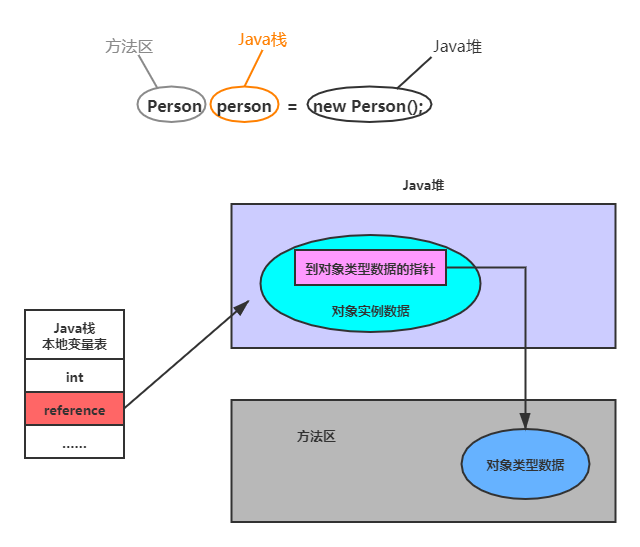 方法区
Java栈
Java堆
Person person = new Person();
Java堆
到对象类型数据的指针
对象实例数据
Java栈
本地变量表
int
reference
......
方法区
对象类型数据